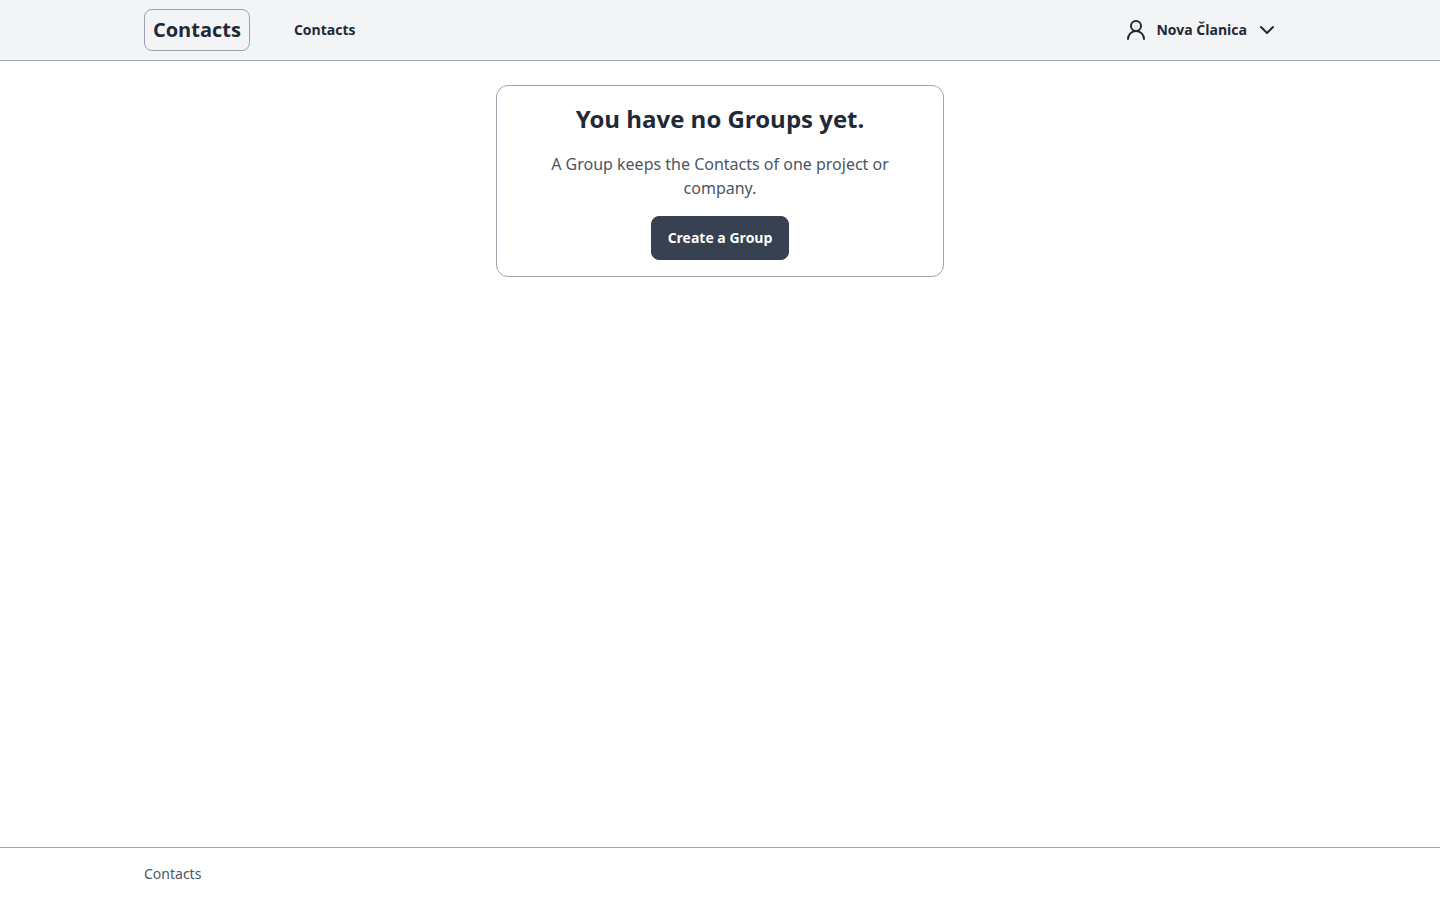 Contacts
Contacts
Nova Članica
You have no Groups yet.
A Group keeps the Contacts of one project or
company.
Create a Group
Contacts